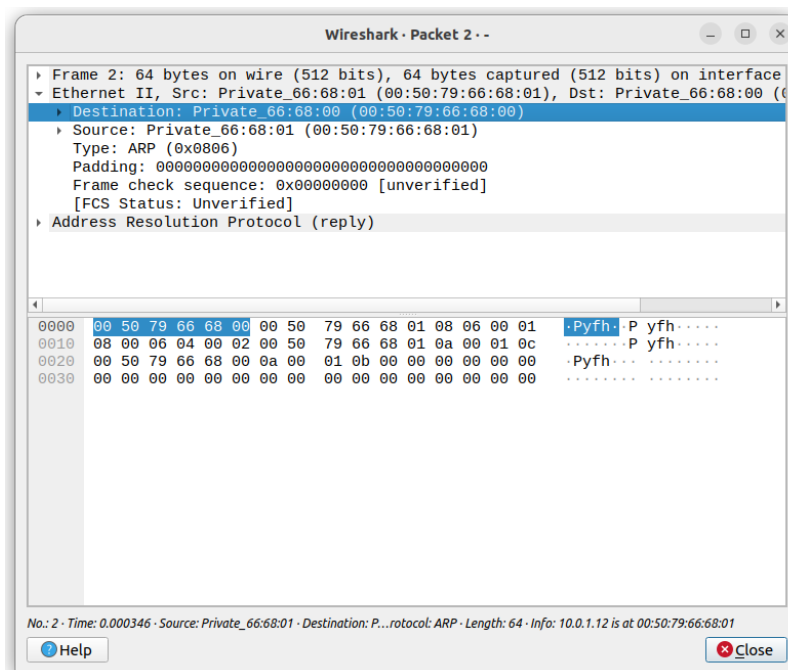 Wireshark · Packet 2 · -
Frame 2: 64 bytes on wire (512 bits), 64 bytes captured (512 bits) on interface
Ethernet II, Src: Private_66:68:01 (00:50:79:66:68:01), Dst: Private_66:68:00 (
Destination: Private_66:68:00 (00:50:79:66:68:00)
Source: Private_66:68:01 (00:50:79:66:68:01)
Type: ARP (0x0806)
Padding: 000000000000000000000000000000000000
Frame check sequence: 0x00000000 [unverified]
[FCS Status: Unverified]
Address Resolution Protocol (reply)
0000 00 50 79 66 68 00 00 50 79 66 68 01 08 06 00 01 ·Pyfh··P yfh·····
0010 08 00 06 04 00 02 00 50 79 66 68 01 0a 00 01 0c ·······P yfh·····
0020 00 50 79 66 68 00 0a 00 01 0b 00 00 00 00 00 00 ·Pyfh··· ········
0030 00 00 00 00 00 00 00 00 00 00 00 00 00 00 00 00 ········ ········
No.: 2 · Time: 0.000346 · Source: Private_66:68:01 · Destination: P...rotocol: ARP · Length: 64 · Info: 10.0.1.12 is at 00:50:79:66:68:01
Help
Close